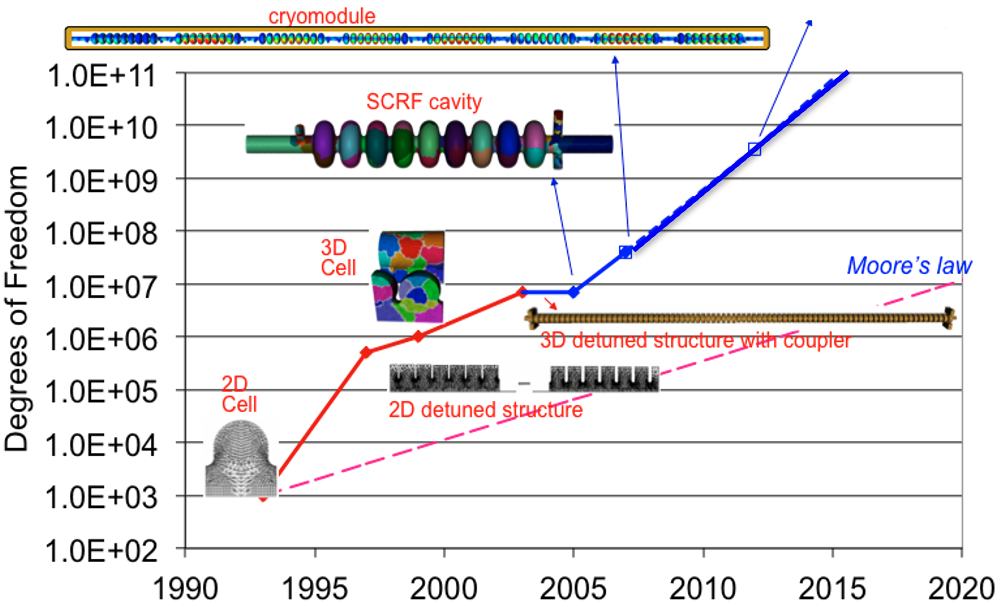 cryomodule
1.0E+11
SCRF cavity
1.0E+10
1.0E+09
1.0E+08
3D
Cell
Moore's law
1.0E+07
1.0E+06
3D detuned structure with coupler
1.0E+05
2D
Cell
2D detuned structure
1.0E+04
1.0E+03
1.0E+02
Degrees of Freedom
1990
1995
2000
2005
2010
2015
2020